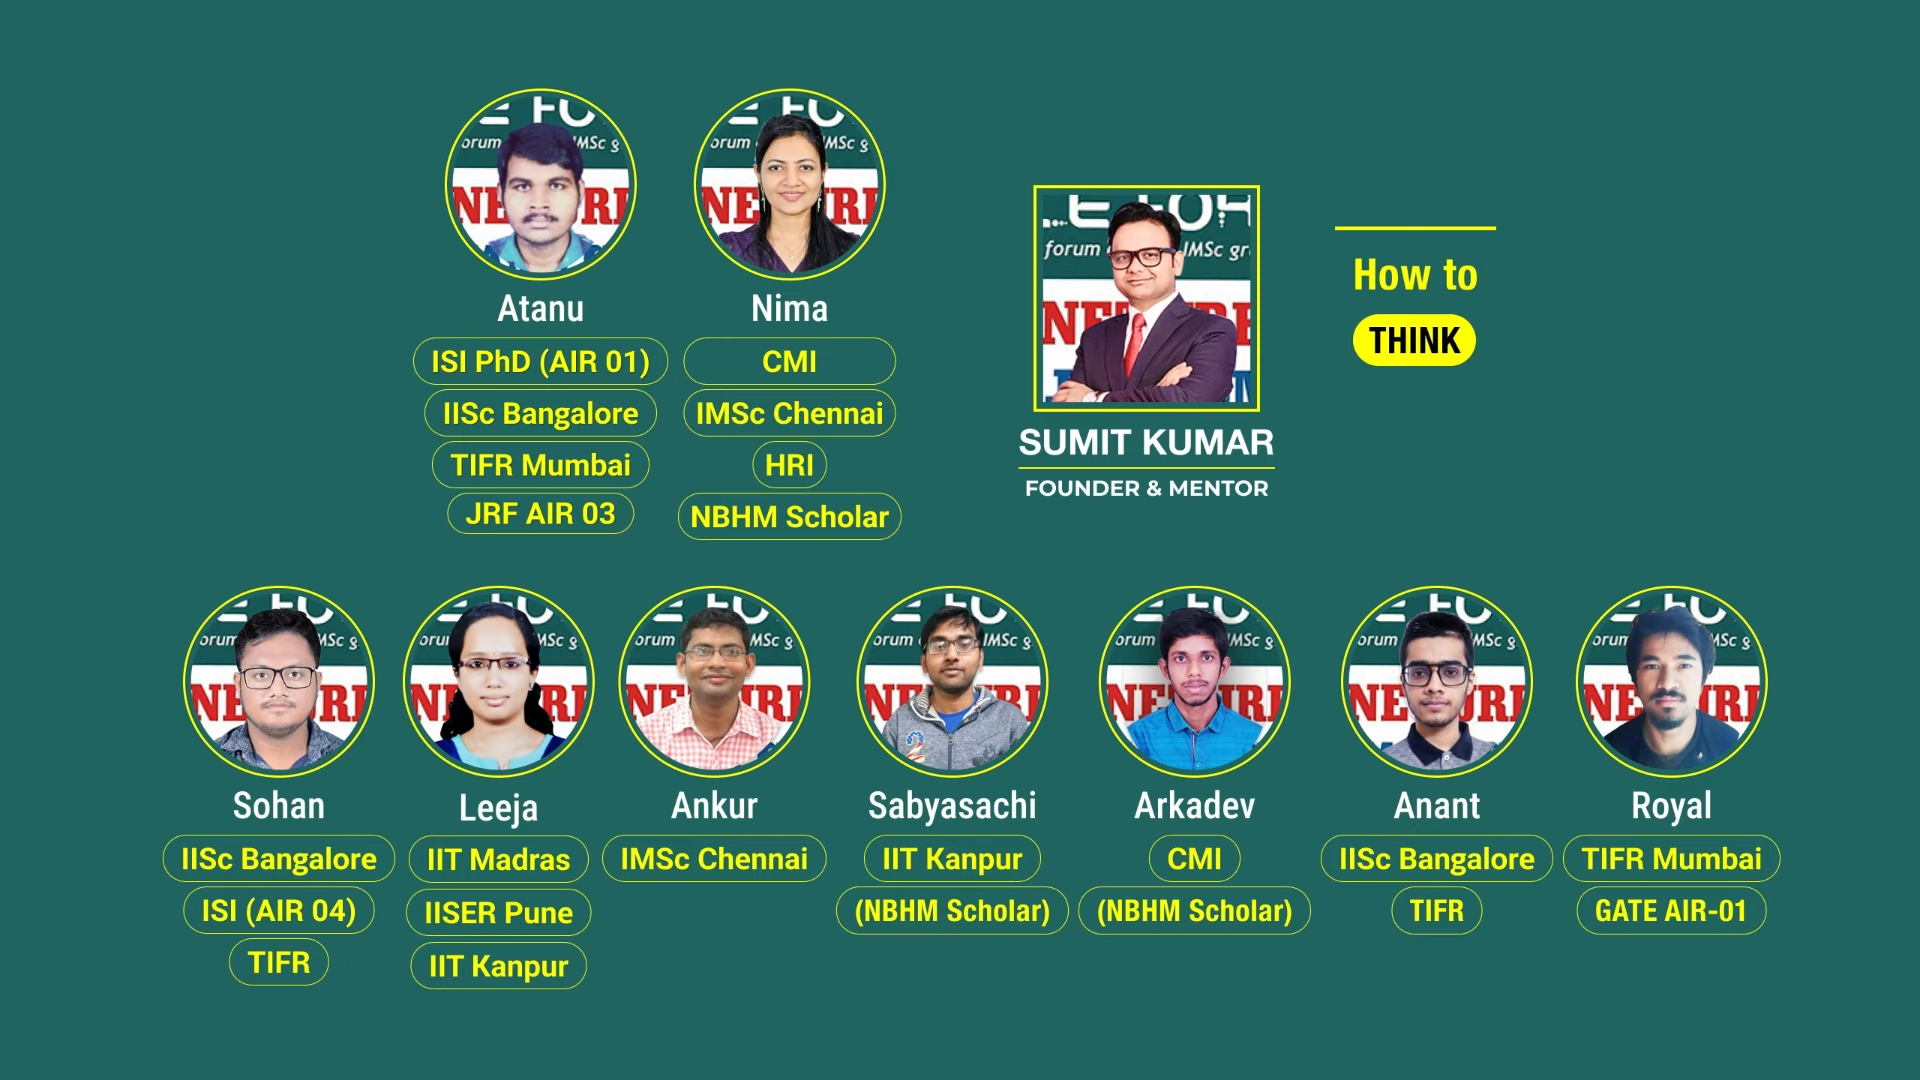 Atanu
ISI PhD (AIR 01)
IISc Bangalore
TIFR Mumbai
JRF AIR 03
Nima
CMI
IMSc Chennai
HRI
NBHM Scholar
forum
IMSc gr
SUMIT KUMAR
FOUNDER & MENTOR
How to
THINK
Sohan
IISc Bangalore
ISI (AIR 04)
TIFR
Leeja
IIT Madras
IISER Pune
IIT Kanpur
Ankur
IMSc Chennai
Sabyasachi
IIT Kanpur
(NBHM Scholar)
Arkadev
CMI
(NBHM Scholar)
Anant
IISc Bangalore
TIFR
Royal
TIFR Mumbai
GATE AIR-01